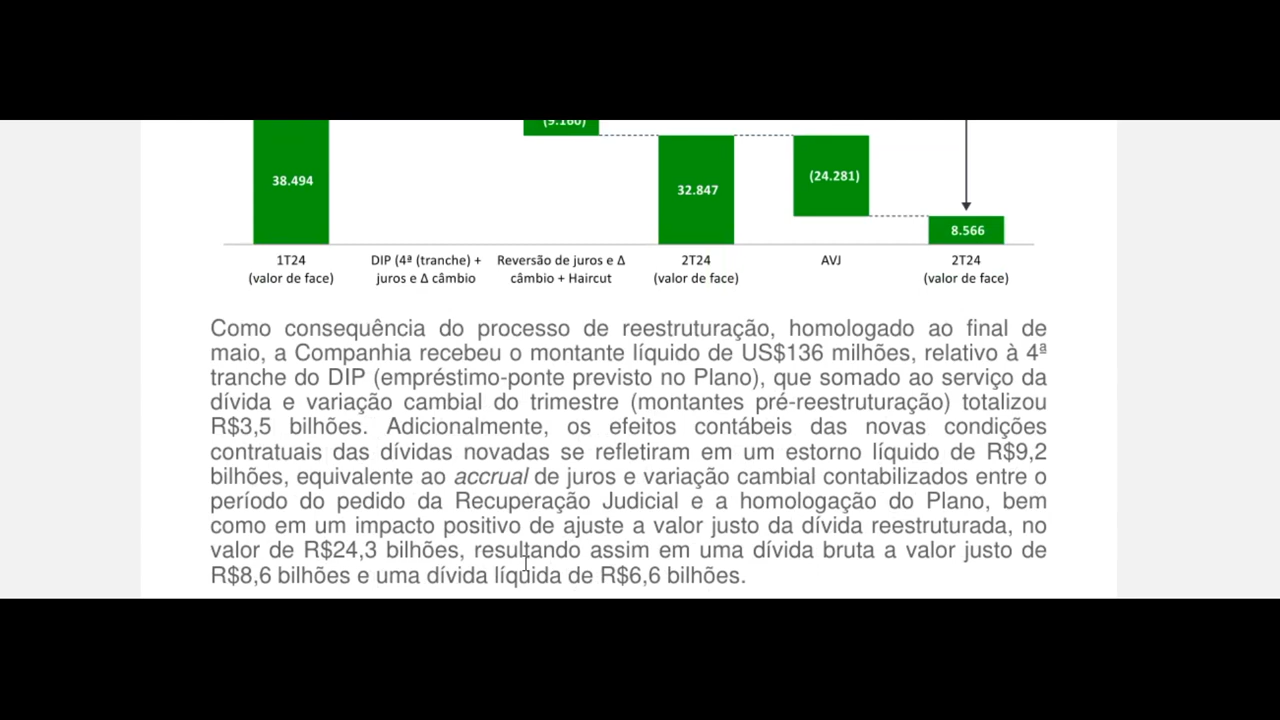 (9.160)
38.494
32.847
(24.281)
8.566
1T24
(valor de face)
DIP (4ª (tranche) +
juros e Δ câmbio
Reversão de juros e Δ
câmbio + Haircut
2T24
(valor de face)
AVJ
2T24
(valor de face)
Como consequência do processo de reestruturação, homologado ao final de
maio, a Companhia recebeu o montante líquido de US$136 milhões, relativo à 4ª
tranche do DIP (empréstimo-ponte previsto no Plano), que somado ao serviço da
dívida e variação cambial do trimestre (montantes pré-reestruturação) totalizou
R$3,5 bilhões. Adicionalmente, os efeitos contábeis das novas condições
contratuais das dívidas novadas se refletiram em um estorno líquido de R$9,2
bilhões, equivalente ao accrual de juros e variação cambial contabilizados entre o
período do pedido da Recuperação Judicial e a homologação do Plano, bem
como em um impacto positivo de ajuste a valor justo da dívida reestruturada, no
valor de R$24,3 bilhões, resultando assim em uma dívida bruta a valor justo de
R$8,6 bilhões e uma dívida líquida de R$6,6 bilhões.